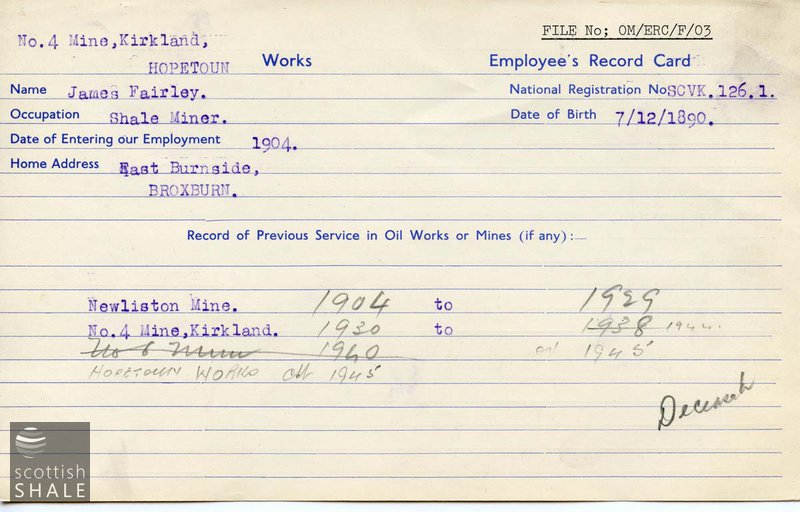 FILE No; OM/ERC/F/03
No.4 Mine,Kirkland,
HOPETOUN Works Employee's Record Card
Name James Fairley. National Registration No SCVK.126.1.
Occupation Shale Miner. Date of Birth 7/12/1890.
Date of Entering our Employment 1904.
Home Address East Burnside,
BROXBURN.
Record of Previous Service in Oil Works or Mines (if any):—
Newliston Mine. 1904 to 1929
No.4 Mine,Kirkland. 1930 to 1938 1944.
No 6 Mine 1940 1945
HOPETOUN WORKS 1945
Deceased
scottish
SHALE